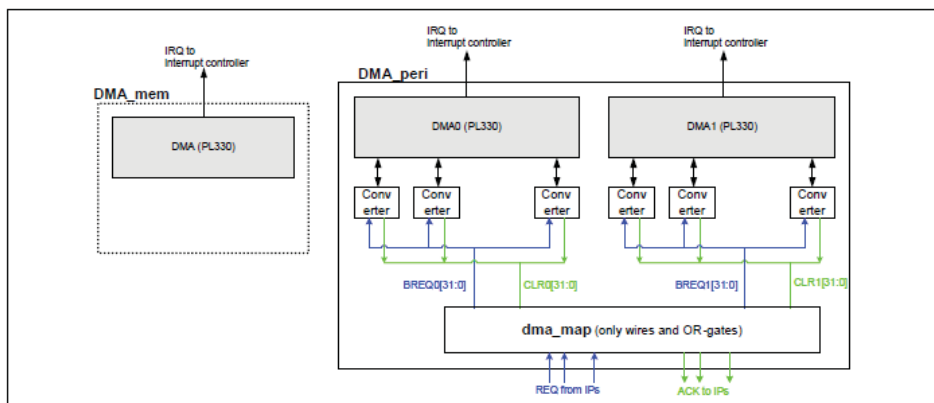 IRQ to
Interrupt controller
DMA_mem
DMA (PL330)
IRQ to
Interrupt controller
IRQ to
Interrupt controller
DMA_peri
DMA0 (PL330)
DMA1 (PL330)
Conv
erter
Conv
erter
Conv
erter
Conv
erter
Conv
erter
Conv
erter
BREQ0[31:0]
CLR0[31:0]
BREQ1[31:0]
CLR1[31:0]
dma_map (only wires and OR-gates)
REQ from IPs
ACK to IPs